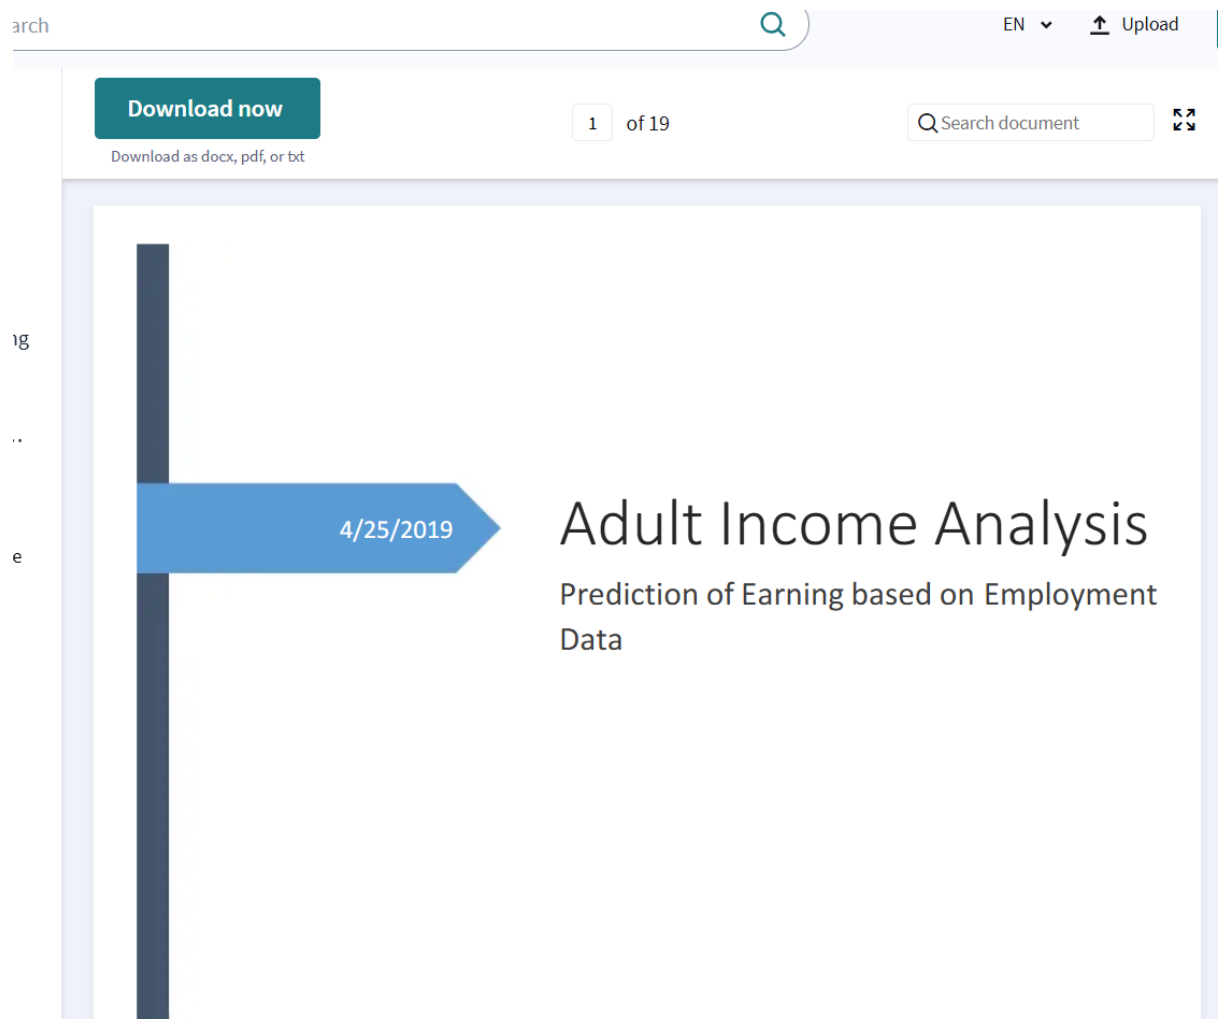 arch
EN
Upload
Download now
1 of 19
Search document
Download as docx, pdf, or txt
ng
..
e
4/25/2019
Adult Income Analysis
Prediction of Earning based on Employment
Data